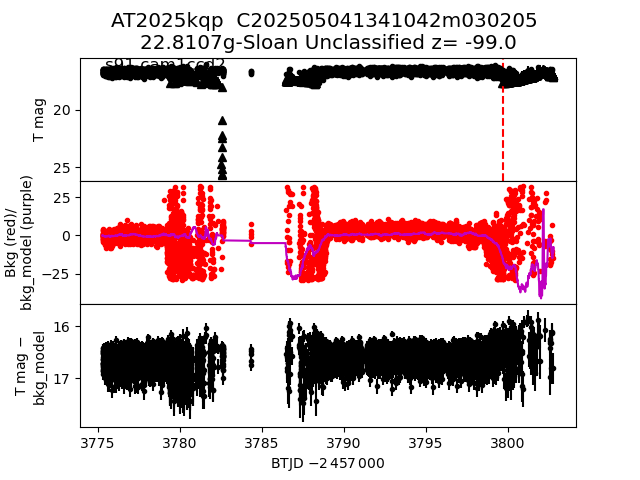 AT2025kqp C202505041341042m030205
22.8107g-Sloan Unclassified z= -99.0
s91 cam1ccd2
20
25
T mag
25
0
−25
Bkg (red)/
bkg_model (purple)
16
17
T mag −
bkg_model
3775 3780 3785 3790 3795 3800
BTJD −2 457 000